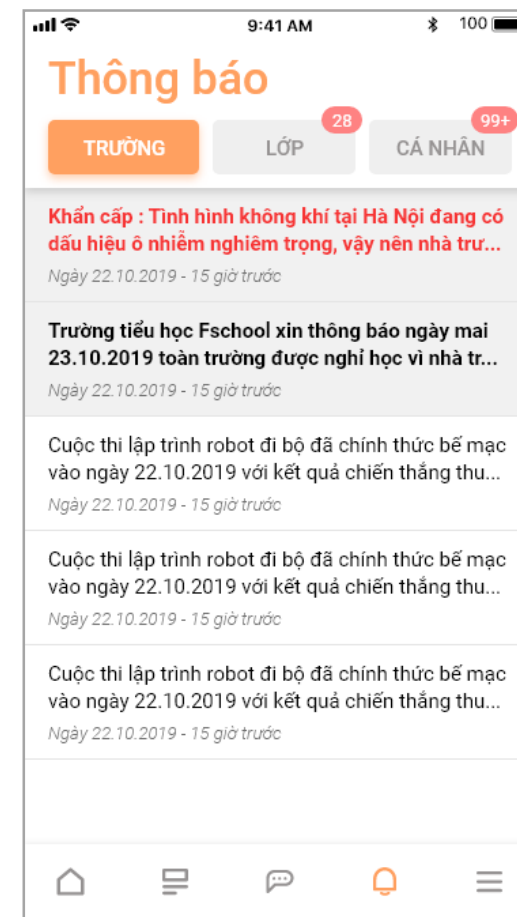 9:41 AM
100
Thông báo
28
99+
TRƯỜNG
LỚP
CÁ NHÂN
Khẩn cấp : Tình hình không khí tại Hà Nội đang có
dấu hiệu ô nhiễm nghiêm trọng, vậy nên nhà trư...
Ngày 22.10.2019 - 15 giờ trước
Trường tiểu học Fschool xin thông báo ngày mai
23.10.2019 toàn trường được nghỉ học vì nhà tr...
Ngày 22.10.2019 - 15 giờ trước
Cuộc thi lập trình robot đi bộ đã chính thức bế mạc
vào ngày 22.10.2019 với kết quả chiến thắng thu...
Ngày 22.10.2019 - 15 giờ trước
Cuộc thi lập trình robot đi bộ đã chính thức bế mạc
vào ngày 22.10.2019 với kết quả chiến thắng thu...
Ngày 22.10.2019 - 15 giờ trước
Cuộc thi lập trình robot đi bộ đã chính thức bế mạc
vào ngày 22.10.2019 với kết quả chiến thắng thu...
Ngày 22.10.2019 - 15 giờ trước